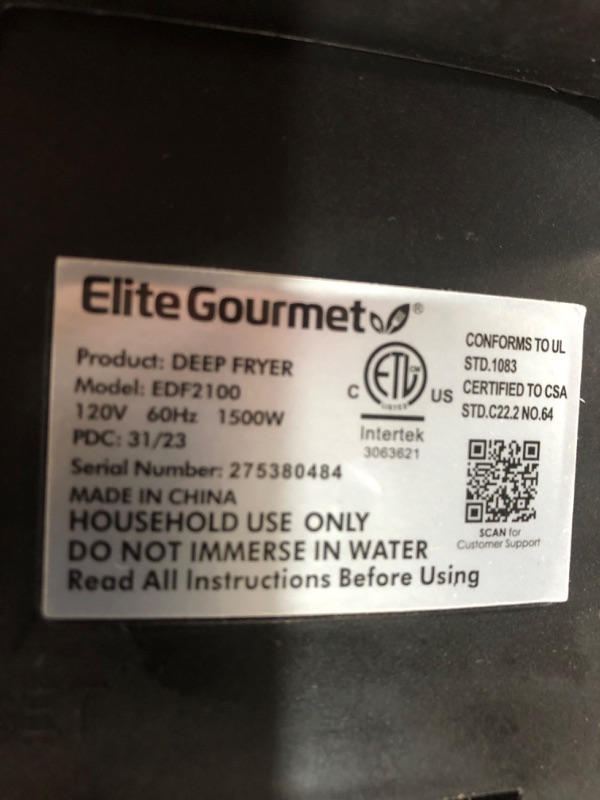 Elite Gourmet®
Product: DEEP FRYER
Model: EDF2100
120V 60Hz 1500W
PDC: 31/23
Serial Number: 275380484
MADE IN CHINA
HOUSEHOLD USE ONLY
DO NOT IMMERSE IN WATER
Read All Instructions Before Using
C ETL US
LISTED
Intertek
3063621
CONFORMS TO UL
STD.1083
CERTIFIED TO CSA
STD.C22.2 NO.64
SCAN for
Customer Support